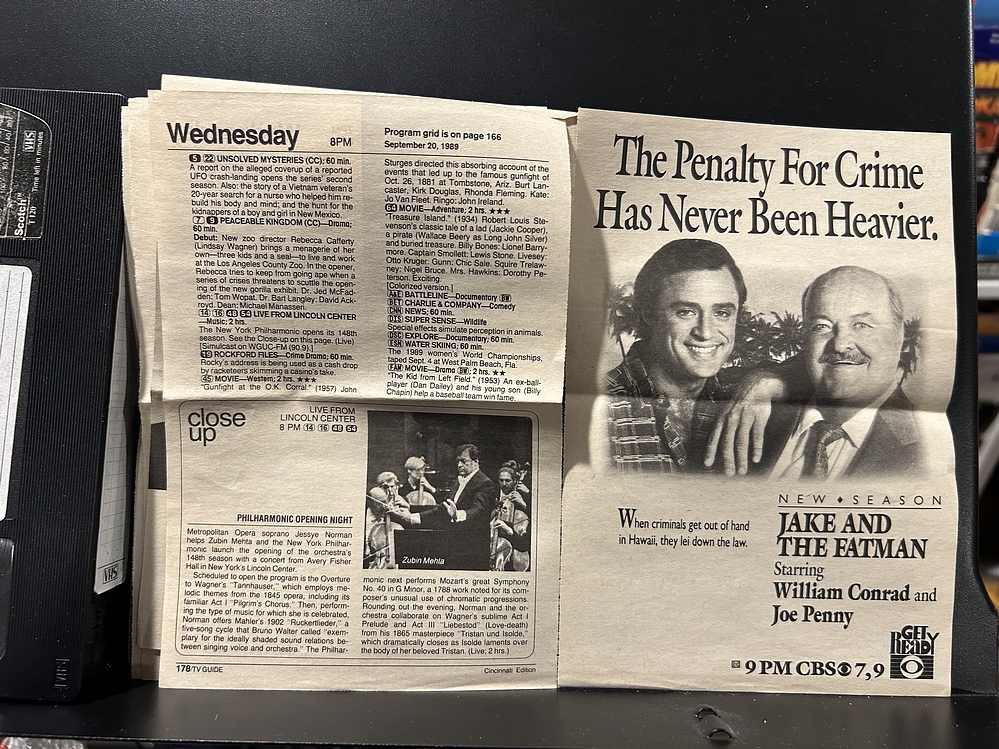 Scotch
T120
VHS
Time left in minutes
VHS
Wednesday 8PM
Program grid is on page 166
September 20, 1989
5 22 UNSOLVED MYSTERIES (CC); 60 min.
A report on the alleged coverup of a reported
UFO crash-landing opens the series' second
season. Also: the story of a Vietnam veteran's
20-year search for a nurse who helped him re-
build his body and mind; and the hunt for the
kidnappers of a boy and girl in New Mexico.
7 9 PEACEABLE KINGDOM (CC)—Drama;
60 min.
Debut: New zoo director Rebecca Cafferty
(Lindsay Wagner) brings a menagerie of her
own—three kids and a seal—to live and work
at the Los Angeles County Zoo. In the opener,
Rebecca tries to keep from going ape when a
series of crises threatens to scuttle the open-
ing of the new gorilla exhibit. Dr. Jed McFad-
den: Tom Wopat. Dr. Bart Langley: David Ack-
royd. Dean: Michael Manasseri.
14 16 48 54 LIVE FROM LINCOLN CENTER
—Music; 2 hrs.
The New York Philharmonic opens its 148th
season. See the Close-up on this page. (Live)
[Simulcast on WGUC-FM (90.9).]
19 ROCKFORD FILES—Crime Drama; 60 min.
Rocky's address is being used as a cash drop
by racketeers skimming a casino's take.
45 MOVIE—Western; 2 hrs. ★★★
"Gunfight at the O.K. Corral." (1957) John
Sturges directed this absorbing account of the
events that led up to the famous gunfight of
Oct. 26, 1881 at Tombstone, Ariz. Burt Lan-
caster, Kirk Douglas, Rhonda Fleming. Kate:
Jo Van Fleet. Ringo: John Ireland.
64 MOVIE—Adventure; 2 hrs. ★★★
"Treasure Island." (1934) Robert Louis Ste-
venson's classic tale of a lad (Jackie Cooper),
a pirate (Wallace Beery as Long John Silver)
and buried treasure. Billy Bones: Lionel Barry-
more. Captain Smollett: Lewis Stone. Livesey:
Otto Kruger. Gunn: Chic Sale. Squire Trelaw-
ney: Nigel Bruce. Mrs. Hawkins: Dorothy Pe-
terson. Exciting.
[Colorized version.]
A&E BATTLELINE—Documentary BW
BET CHARLIE & COMPANY—Comedy
CNN NEWS; 60 min.
DIS SUPER SENSE—Wildlife
Special effects simulate perception in animals.
DSC EXPLORE—Documentary; 60 min.
ESN WATER SKIING; 60 min.
The 1989 women's World Championships,
taped Sept. 4 at West Palm Beach, Fla.
FAM MOVIE—Drama BW; 2 hrs. ★★
"The Kid from Left Field." (1953) An ex-ball-
player (Dan Dailey) and his young son (Billy
Chapin) help a baseball team win fame.
close
up
LIVE FROM
LINCOLN CENTER
8 PM 14 16 48 54
PHILHARMONIC OPENING NIGHT
Metropolitan Opera soprano Jessye Norman
helps Zubin Mehta and the New York Philhar-
monic launch the opening of the orchestra's
148th season with a concert from Avery Fisher
Hall in New York's Lincoln Center.
Scheduled to open the program is the Overture
to Wagner's "Tannhauser," which employs me-
lodic themes from the 1845 opera, including its
familiar Act I "Pilgrim's Chorus." Then, perform-
ing the type of music for which she is celebrated,
Norman offers Mahler's 1902 "Ruckertlieder," a
five-song cycle that Bruno Walter called "exem-
plary for the ideally shaded sound relations be-
tween singing voice and orchestra." The Philhar-
Zubin Mehta
monic next performs Mozart's great Symphony
No. 40 in G Minor, a 1788 work noted for its com-
poser's unusual use of chromatic progressions.
Rounding out the evening, Norman and the or-
chestra collaborate on Wagner's sublime Act I
Prelude and Act III "Liebestod" (Love-death)
from his 1865 masterpiece "Tristan und Isolde,"
which dramatically closes as Isolde laments over
the body of her beloved Tristan. (Live; 2 hrs.)
178/TV GUIDE
Cincinnati Edition
The Penalty For Crime
Has Never Been Heavier.
When criminals get out of hand
in Hawaii, they lei down the law.
NEW ♦ SEASON
JAKE AND
THE FATMAN
Starring
William Conrad and
Joe Penny
9 PM CBS 7, 9
GET
READY